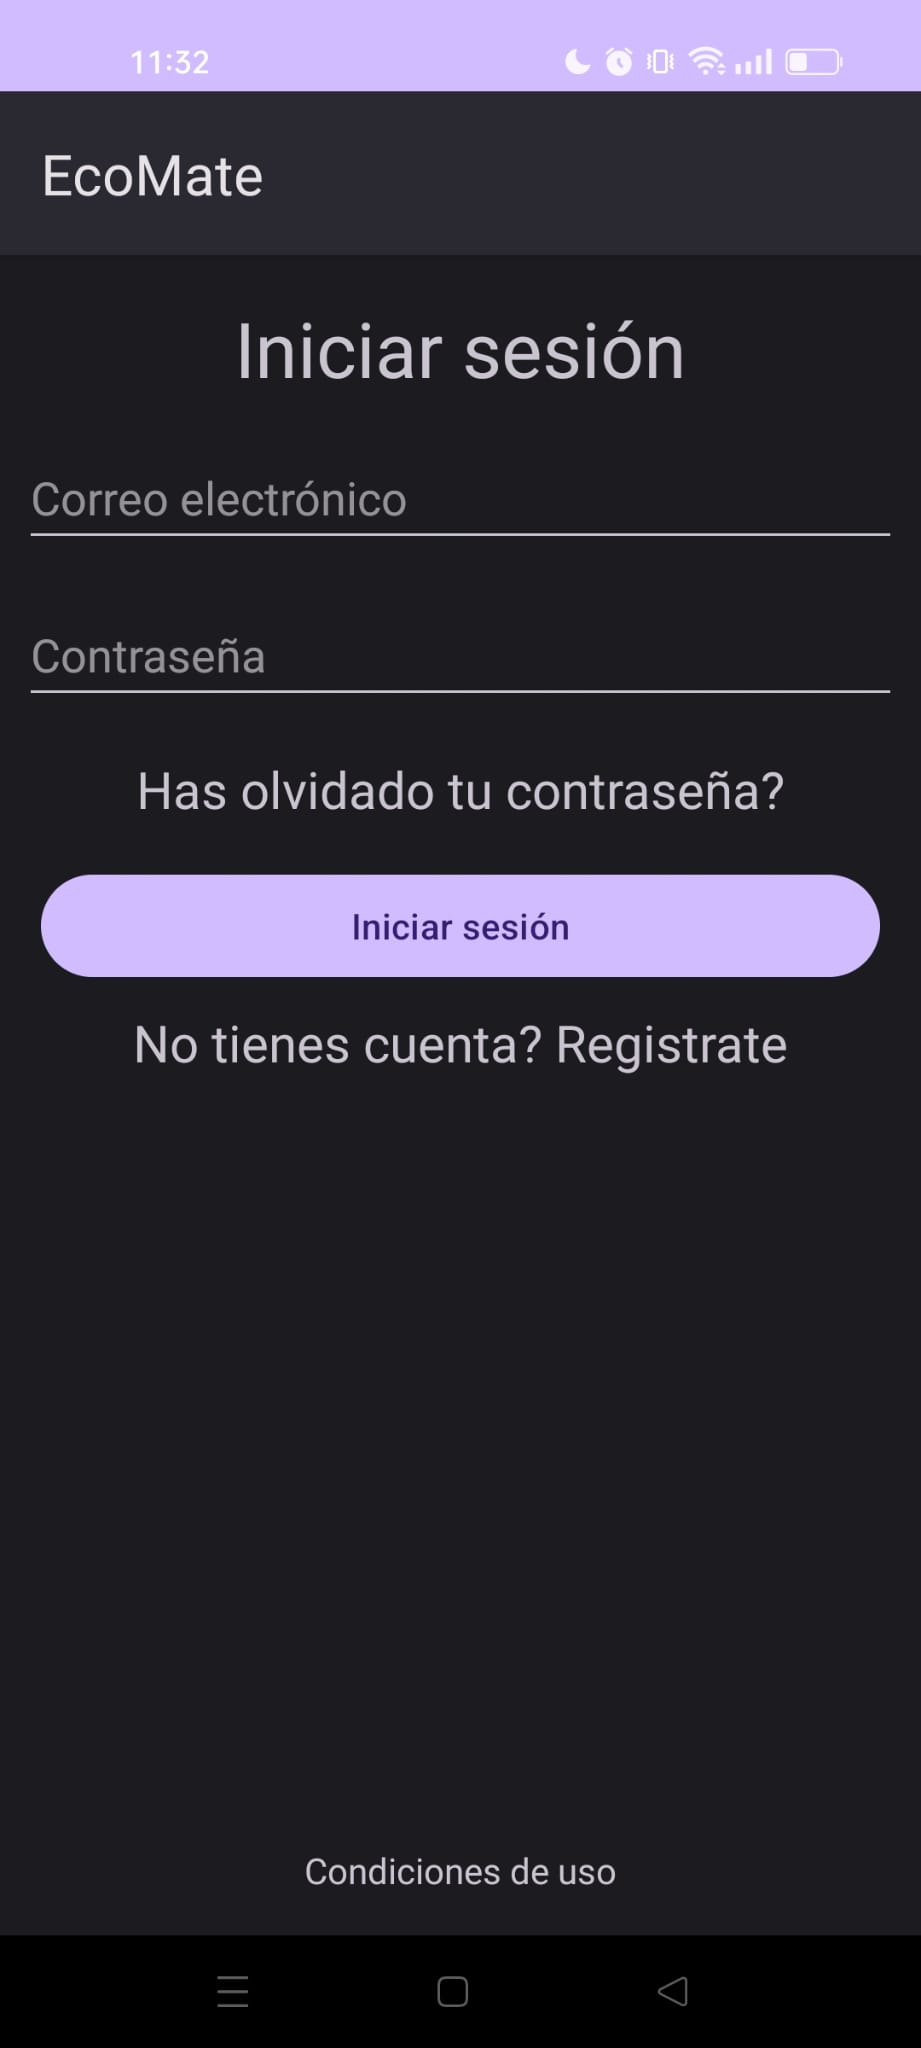 11:32
EcoMate
Iniciar sesión
Correo electrónico
Contraseña
Has olvidado tu contraseña?
Iniciar sesión
No tienes cuenta? Registrate
Condiciones de uso